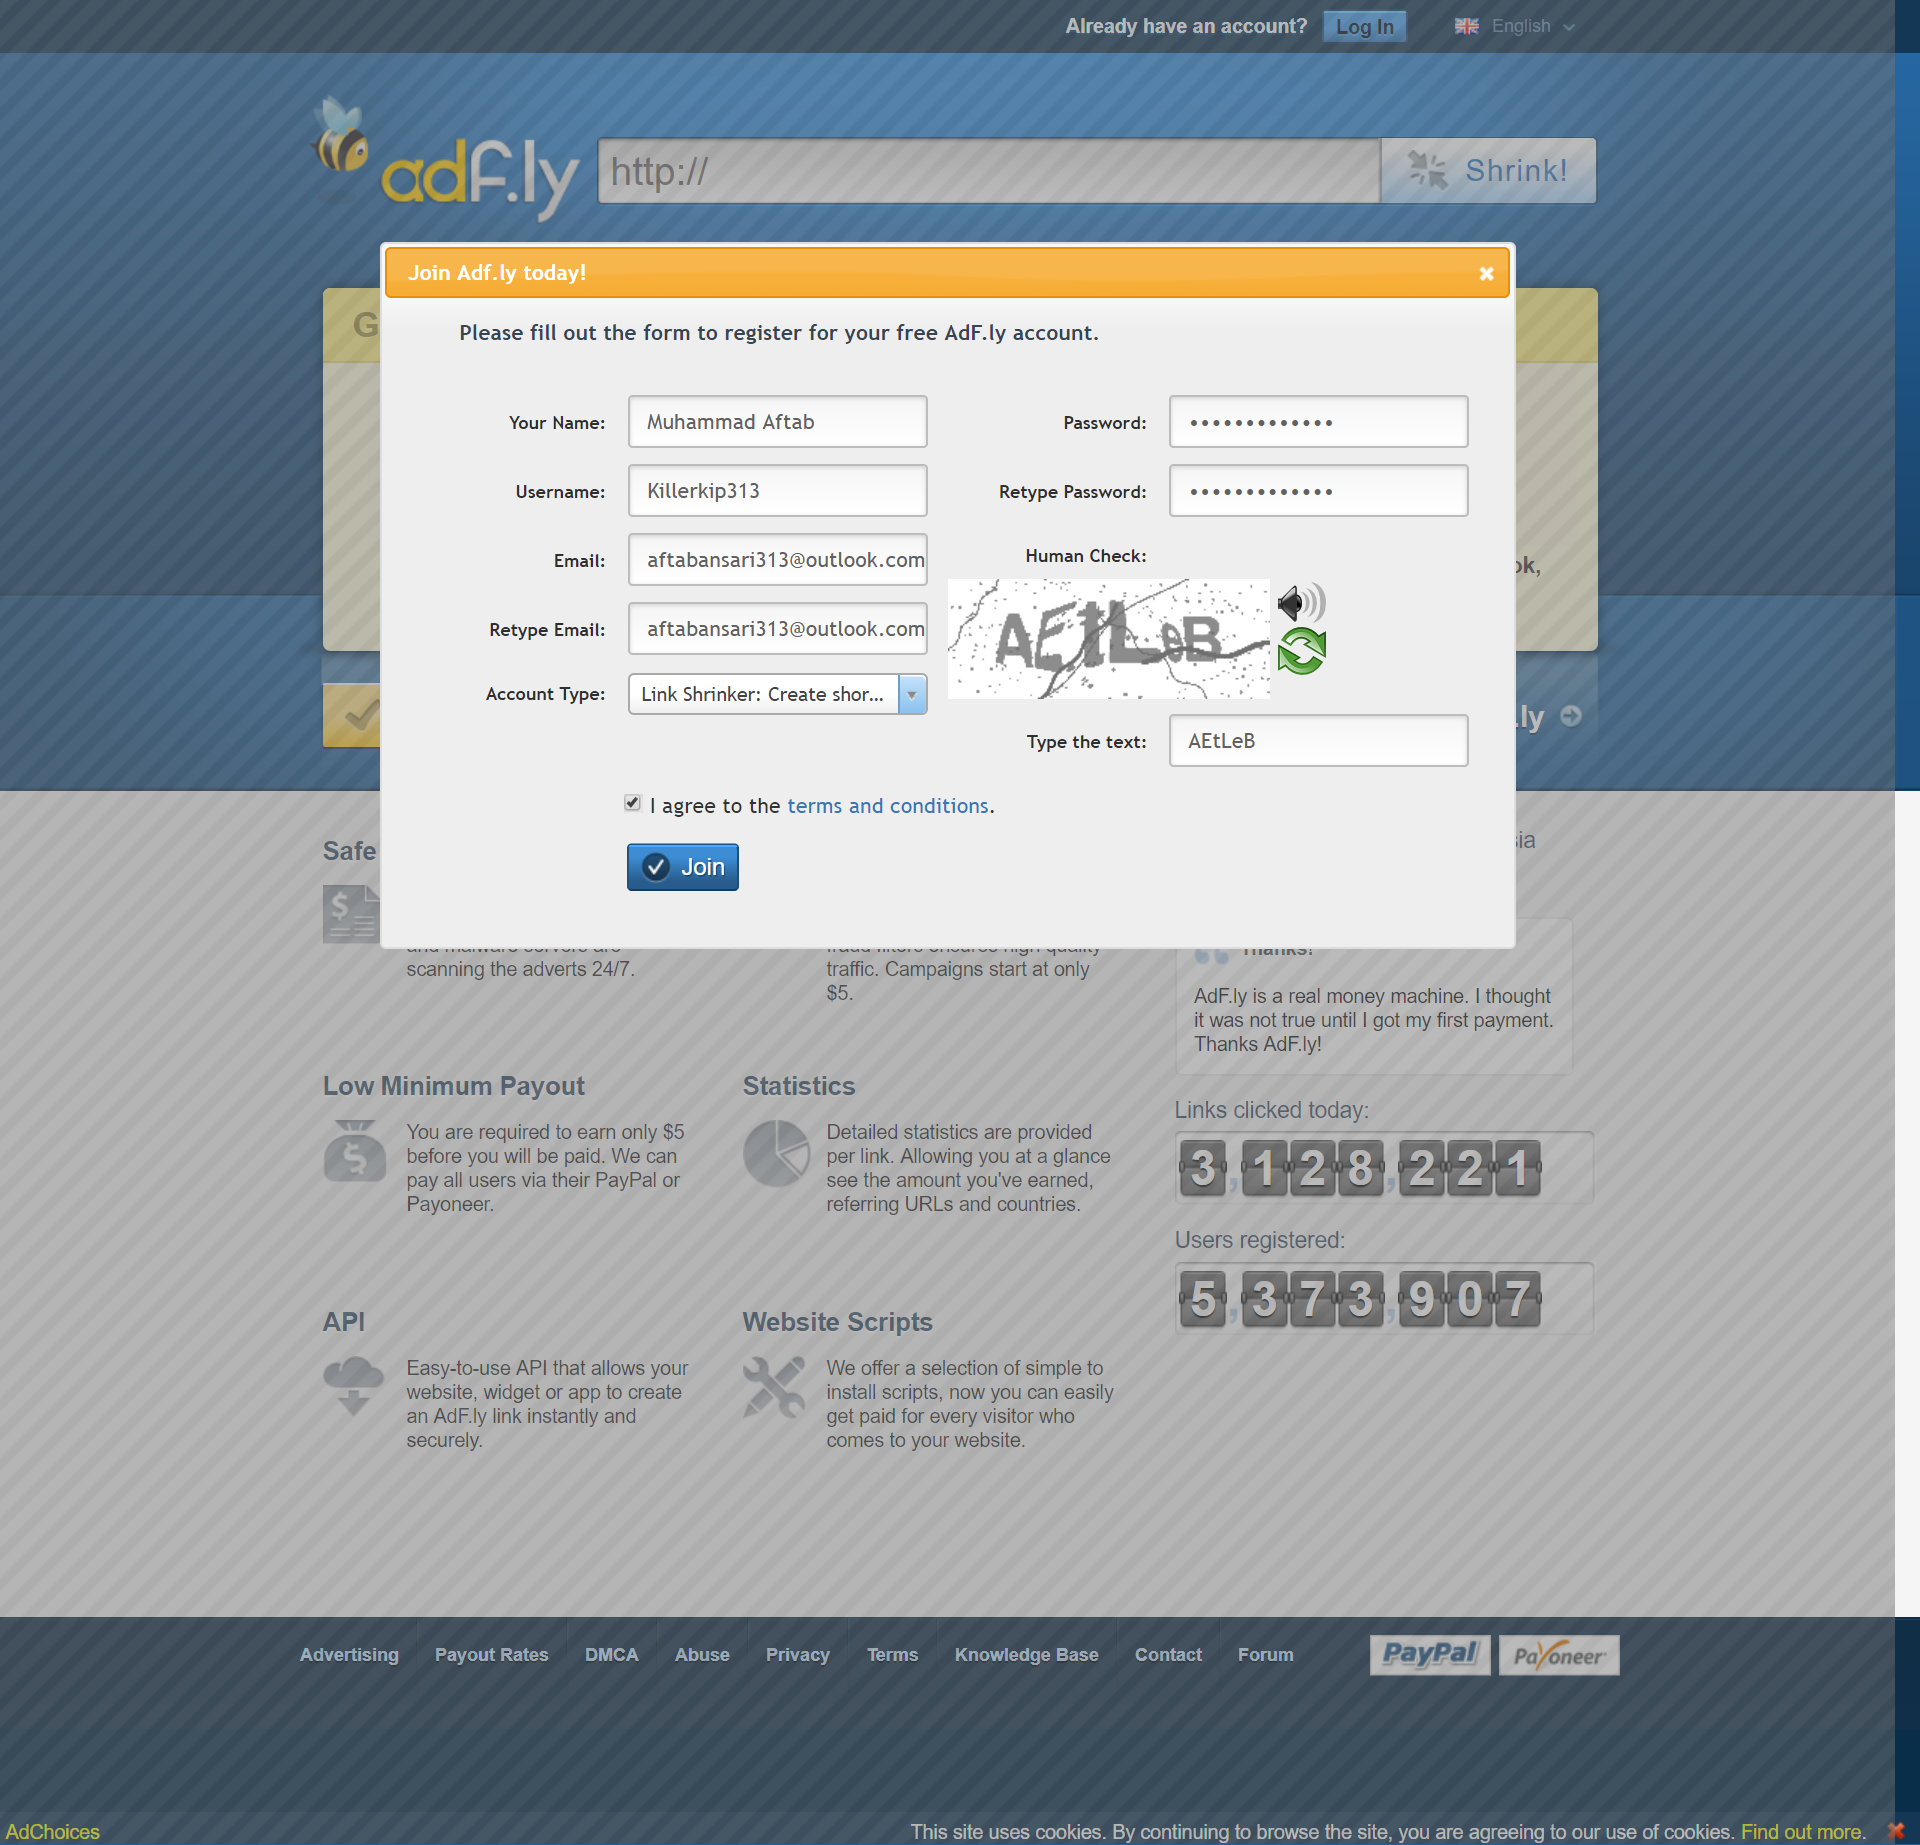 Already have an account? Log In English
adf.ly http:// Shrink!
Join Adf.ly today!
G
Please fill out the form to register for your free AdF.ly account.
Your Name: Muhammad Aftab
Username: Killerkip313
Email: aftabansari313@outlook.com
Retype Email: aftabansari313@outlook.com
Account Type: Link Shrinker: Create shor...
Password: •••••••••••••
Retype Password: •••••••••••••
Human Check:
AEtLeB
Type the text: AEtLeB
ok,
.ly
I agree to the terms and conditions.
Join
Safe
sia
scanning the adverts 24/7.
fraud filters ensures high quality
traffic. Campaigns start at only
$5.
Thanks!
AdF.ly is a real money machine. I thought
it was not true until I got my first payment.
Thanks AdF.ly!
Low Minimum Payout
You are required to earn only $5
before you will be paid. We can
pay all users via their PayPal or
Payoneer.
Statistics
Detailed statistics are provided
per link. Allowing you at a glance
see the amount you've earned,
referring URLs and countries.
Links clicked today:
3,128,221
Users registered:
5,373,907
API
Easy-to-use API that allows your
website, widget or app to create
an AdF.ly link instantly and
securely.
Website Scripts
We offer a selection of simple to
install scripts, now you can easily
get paid for every visitor who
comes to your website.
Advertising Payout Rates DMCA Abuse Privacy Terms Knowledge Base Contact Forum PayPal Payoneer
AdChoices
This site uses cookies. By continuing to browse the site, you are agreeing to our use of cookies. Find out more.